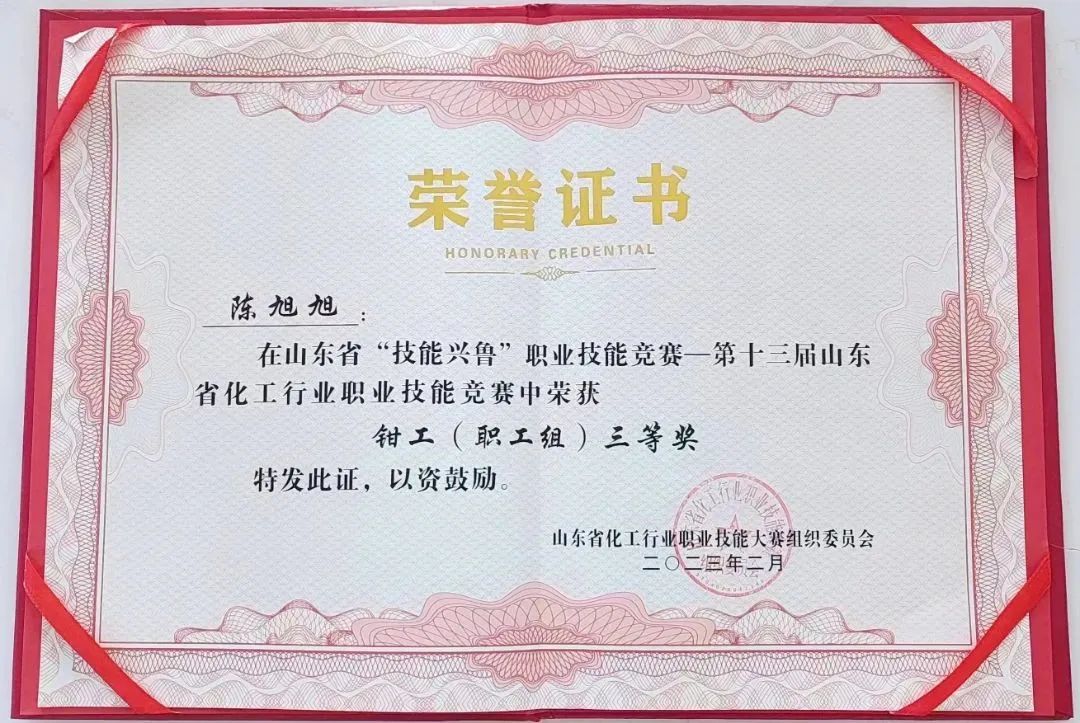 荣誉证书
HONORARY CREDENTIAL
陈旭旭：
在山东省“技能兴鲁”职业技能竞赛—第十三届山东
省化工行业职业技能竞赛中荣获
钳工（职工组）三等奖
特发此证，以资鼓励。
山东省化工行业职业技能大赛组织委员会
二〇二三年二月